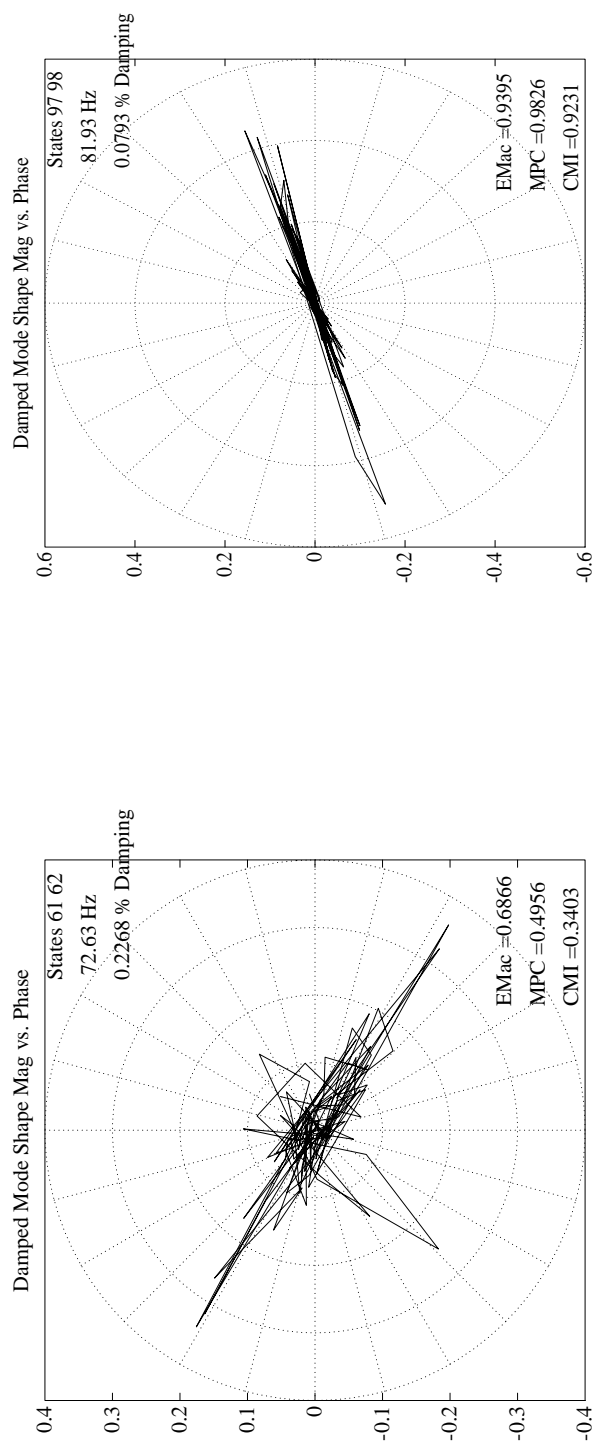 Damped Mode Shape Mag vs. Phase
States 97 98
81.93 Hz
0.0793 % Damping
EMac =0.9395
MPC =0.9826
CMI =0.9231
0.6
0.4
0.2
0
-0.2
-0.4
-0.6
Damped Mode Shape Mag vs. Phase
States 61 62
72.63 Hz
0.2268 % Damping
EMac =0.6866
MPC =0.4956
CMI =0.3403
0.4
0.3
0.2
0.1
0
-0.1
-0.2
-0.3
-0.4